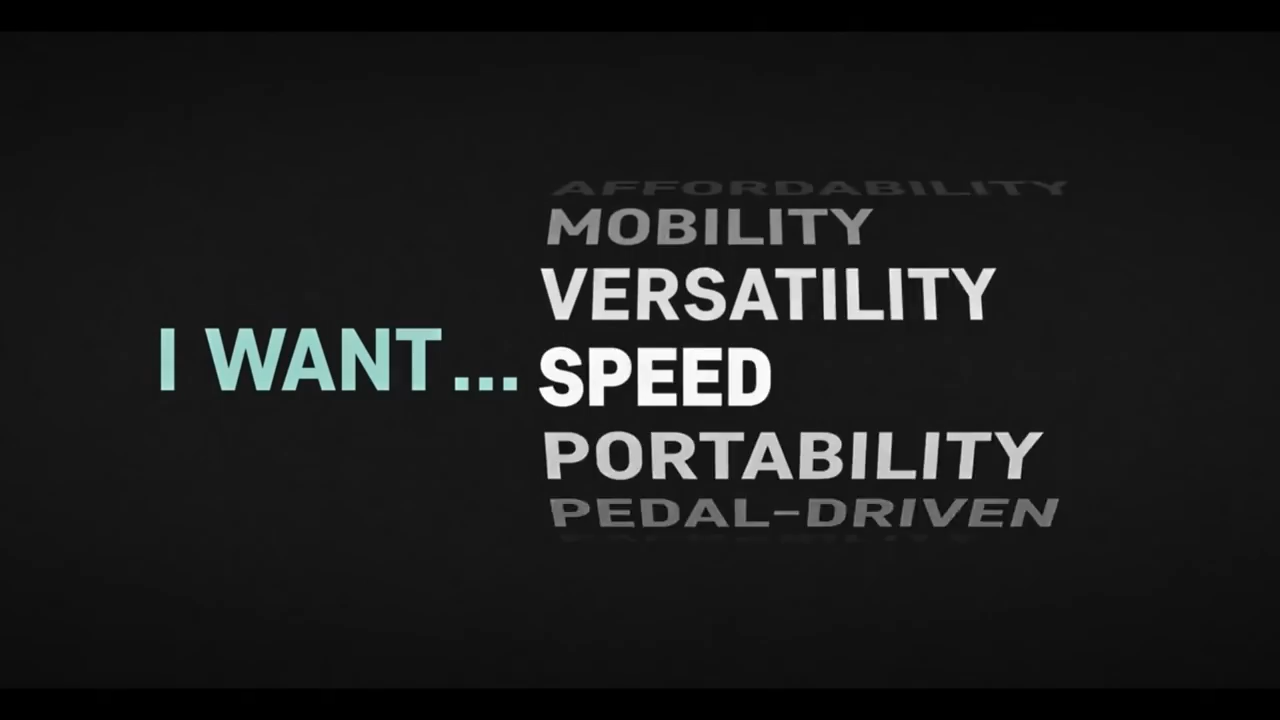 AFFORDABILITY
MOBILITY
VERSATILITY
I WANT... SPEED
PORTABILITY
PEDAL-DRIVEN